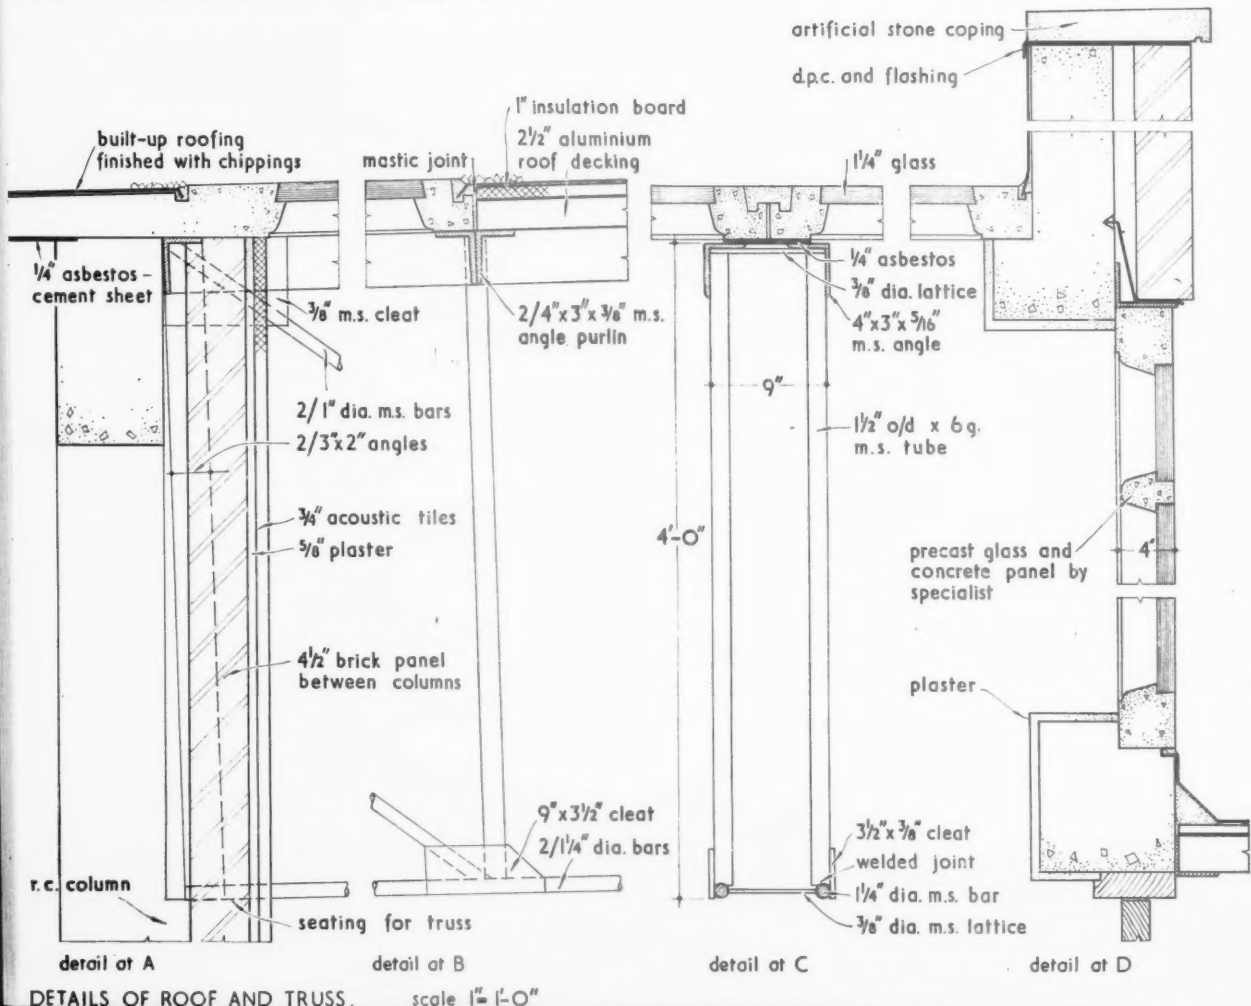 artificial stone coping
d.p.c. and flashing
1" insulation board
2½" aluminium
roof decking
built-up roofing
finished with chippings
mastic joint
1¼" glass
¼" asbestos-
cement sheet
3/8" m.s. cleat
2/4"x3"x3/8" m.s.
angle purlin
¼" asbestos
3/8" dia. lattice
4"x3"x5/16"
m.s. angle
9"
2/1" dia. m.s. bars
2/3"x2" angles
1½" o/d x 6g.
m.s. tube
¾" acoustic tiles
5/8" plaster
4'-0"
precast glass and
concrete panel by
specialist
4"
4½" brick panel
between columns
plaster
9"x3½" cleat
2/1¼" dia. bars
3½"x3/8" cleat
welded joint
1¼" dia. m.s. bar
3/8" dia. m.s. lattice
r.c. column
seating for truss
detail at A
detail at B
detail at C
detail at D
DETAILS OF ROOF AND TRUSS. scale 1"= 1'-0"